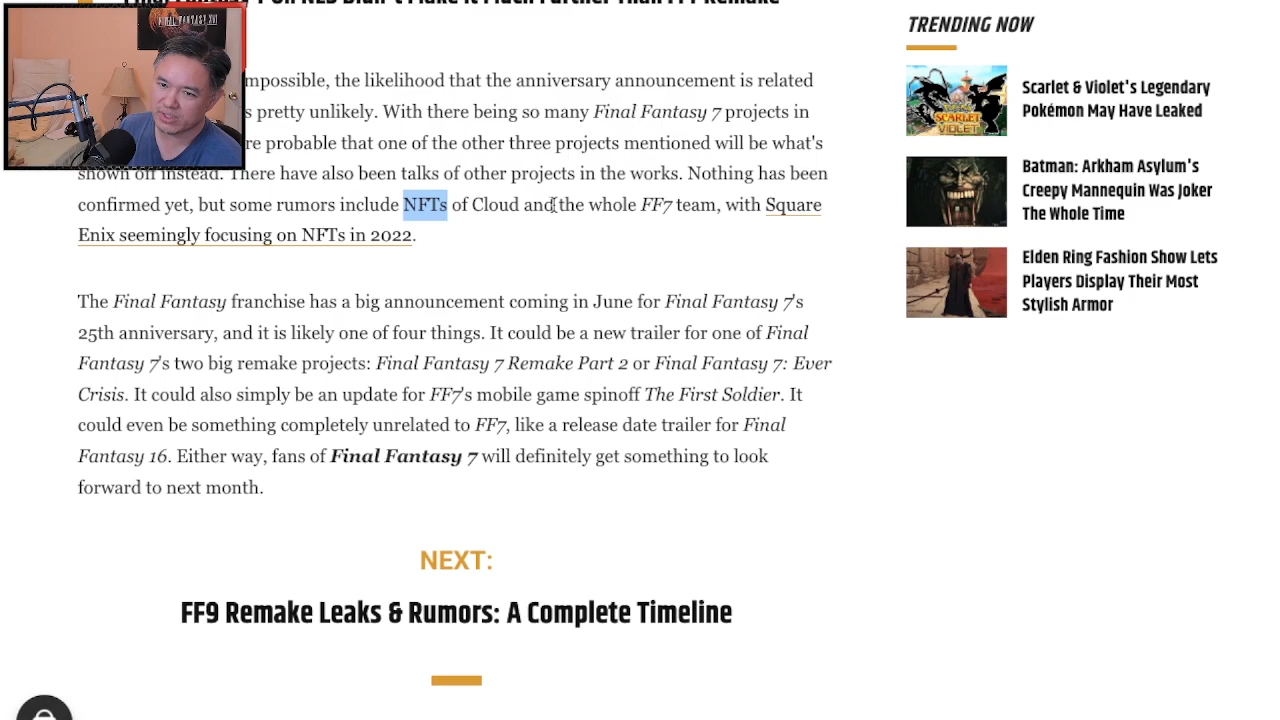 FINAL FANTASY XVI
mpossible, the likelihood that the anniversary announcement is related
s pretty unlikely. With there being so many Final Fantasy 7 projects in
re probable that one of the other three projects mentioned will be what's
shown off instead. There have also been talks of other projects in the works. Nothing has been
confirmed yet, but some rumors include NFTs of Cloud and the whole FF7 team, with Square
Enix seemingly focusing on NFTs in 2022.
The Final Fantasy franchise has a big announcement coming in June for Final Fantasy 7's
25th anniversary, and it is likely one of four things. It could be a new trailer for one of Final
Fantasy 7's two big remake projects: Final Fantasy 7 Remake Part 2 or Final Fantasy 7: Ever
Crisis. It could also simply be an update for FF7's mobile game spinoff The First Soldier. It
could even be something completely unrelated to FF7, like a release date trailer for Final
Fantasy 16. Either way, fans of Final Fantasy 7 will definitely get something to look
forward to next month.
NEXT:
FF9 Remake Leaks & Rumors: A Complete Timeline
TRENDING NOW
Scarlet & Violet's Legendary
Pokémon May Have Leaked
SCARLET
VIOLET
Batman: Arkham Asylum's
Creepy Mannequin Was Joker
The Whole Time
Elden Ring Fashion Show Lets
Players Display Their Most
Stylish Armor